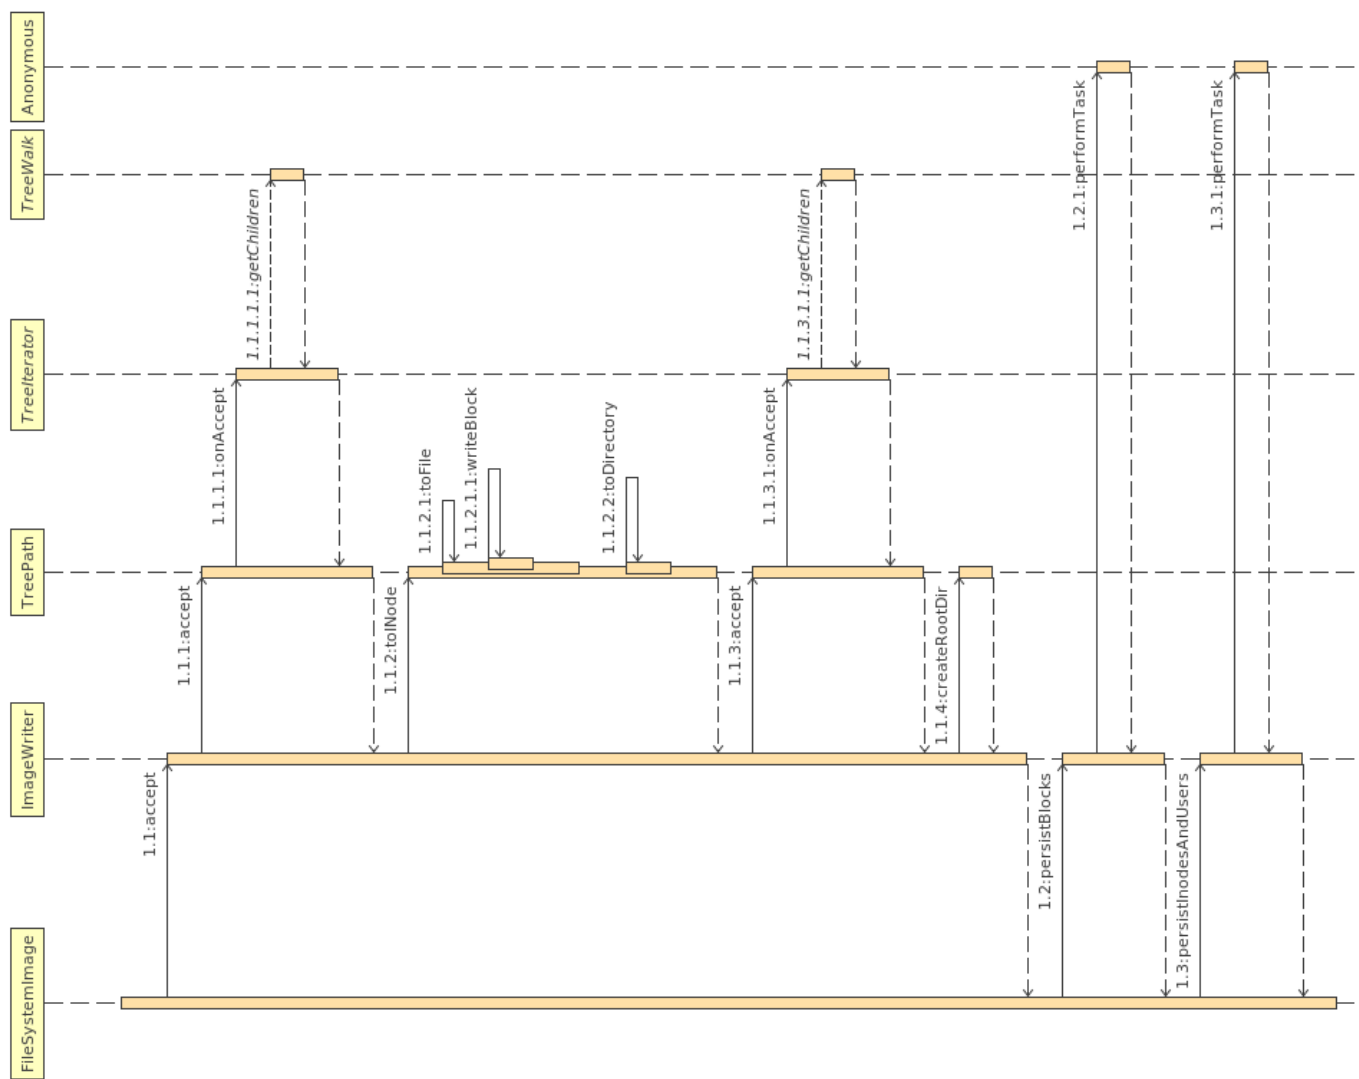 FileSystemImage
ImageWriter
TreePath
TreeIterator
TreeWalk
Anonymous
1.1:accept
1.1.1:accept
1.1.1.1:onAccept
1.1.1.1.1:getChildren
1.1.2:toINode
1.1.2.1:toFile
1.1.2.1.1:writeBlock
1.1.2.2:toDirectory
1.1.3:accept
1.1.3.1:onAccept
1.1.3.1.1:getChildren
1.1.4:createRootDir
1.2:persistBlocks
1.2.1:performTask
1.3:persistInodesAndUsers
1.3.1:performTask